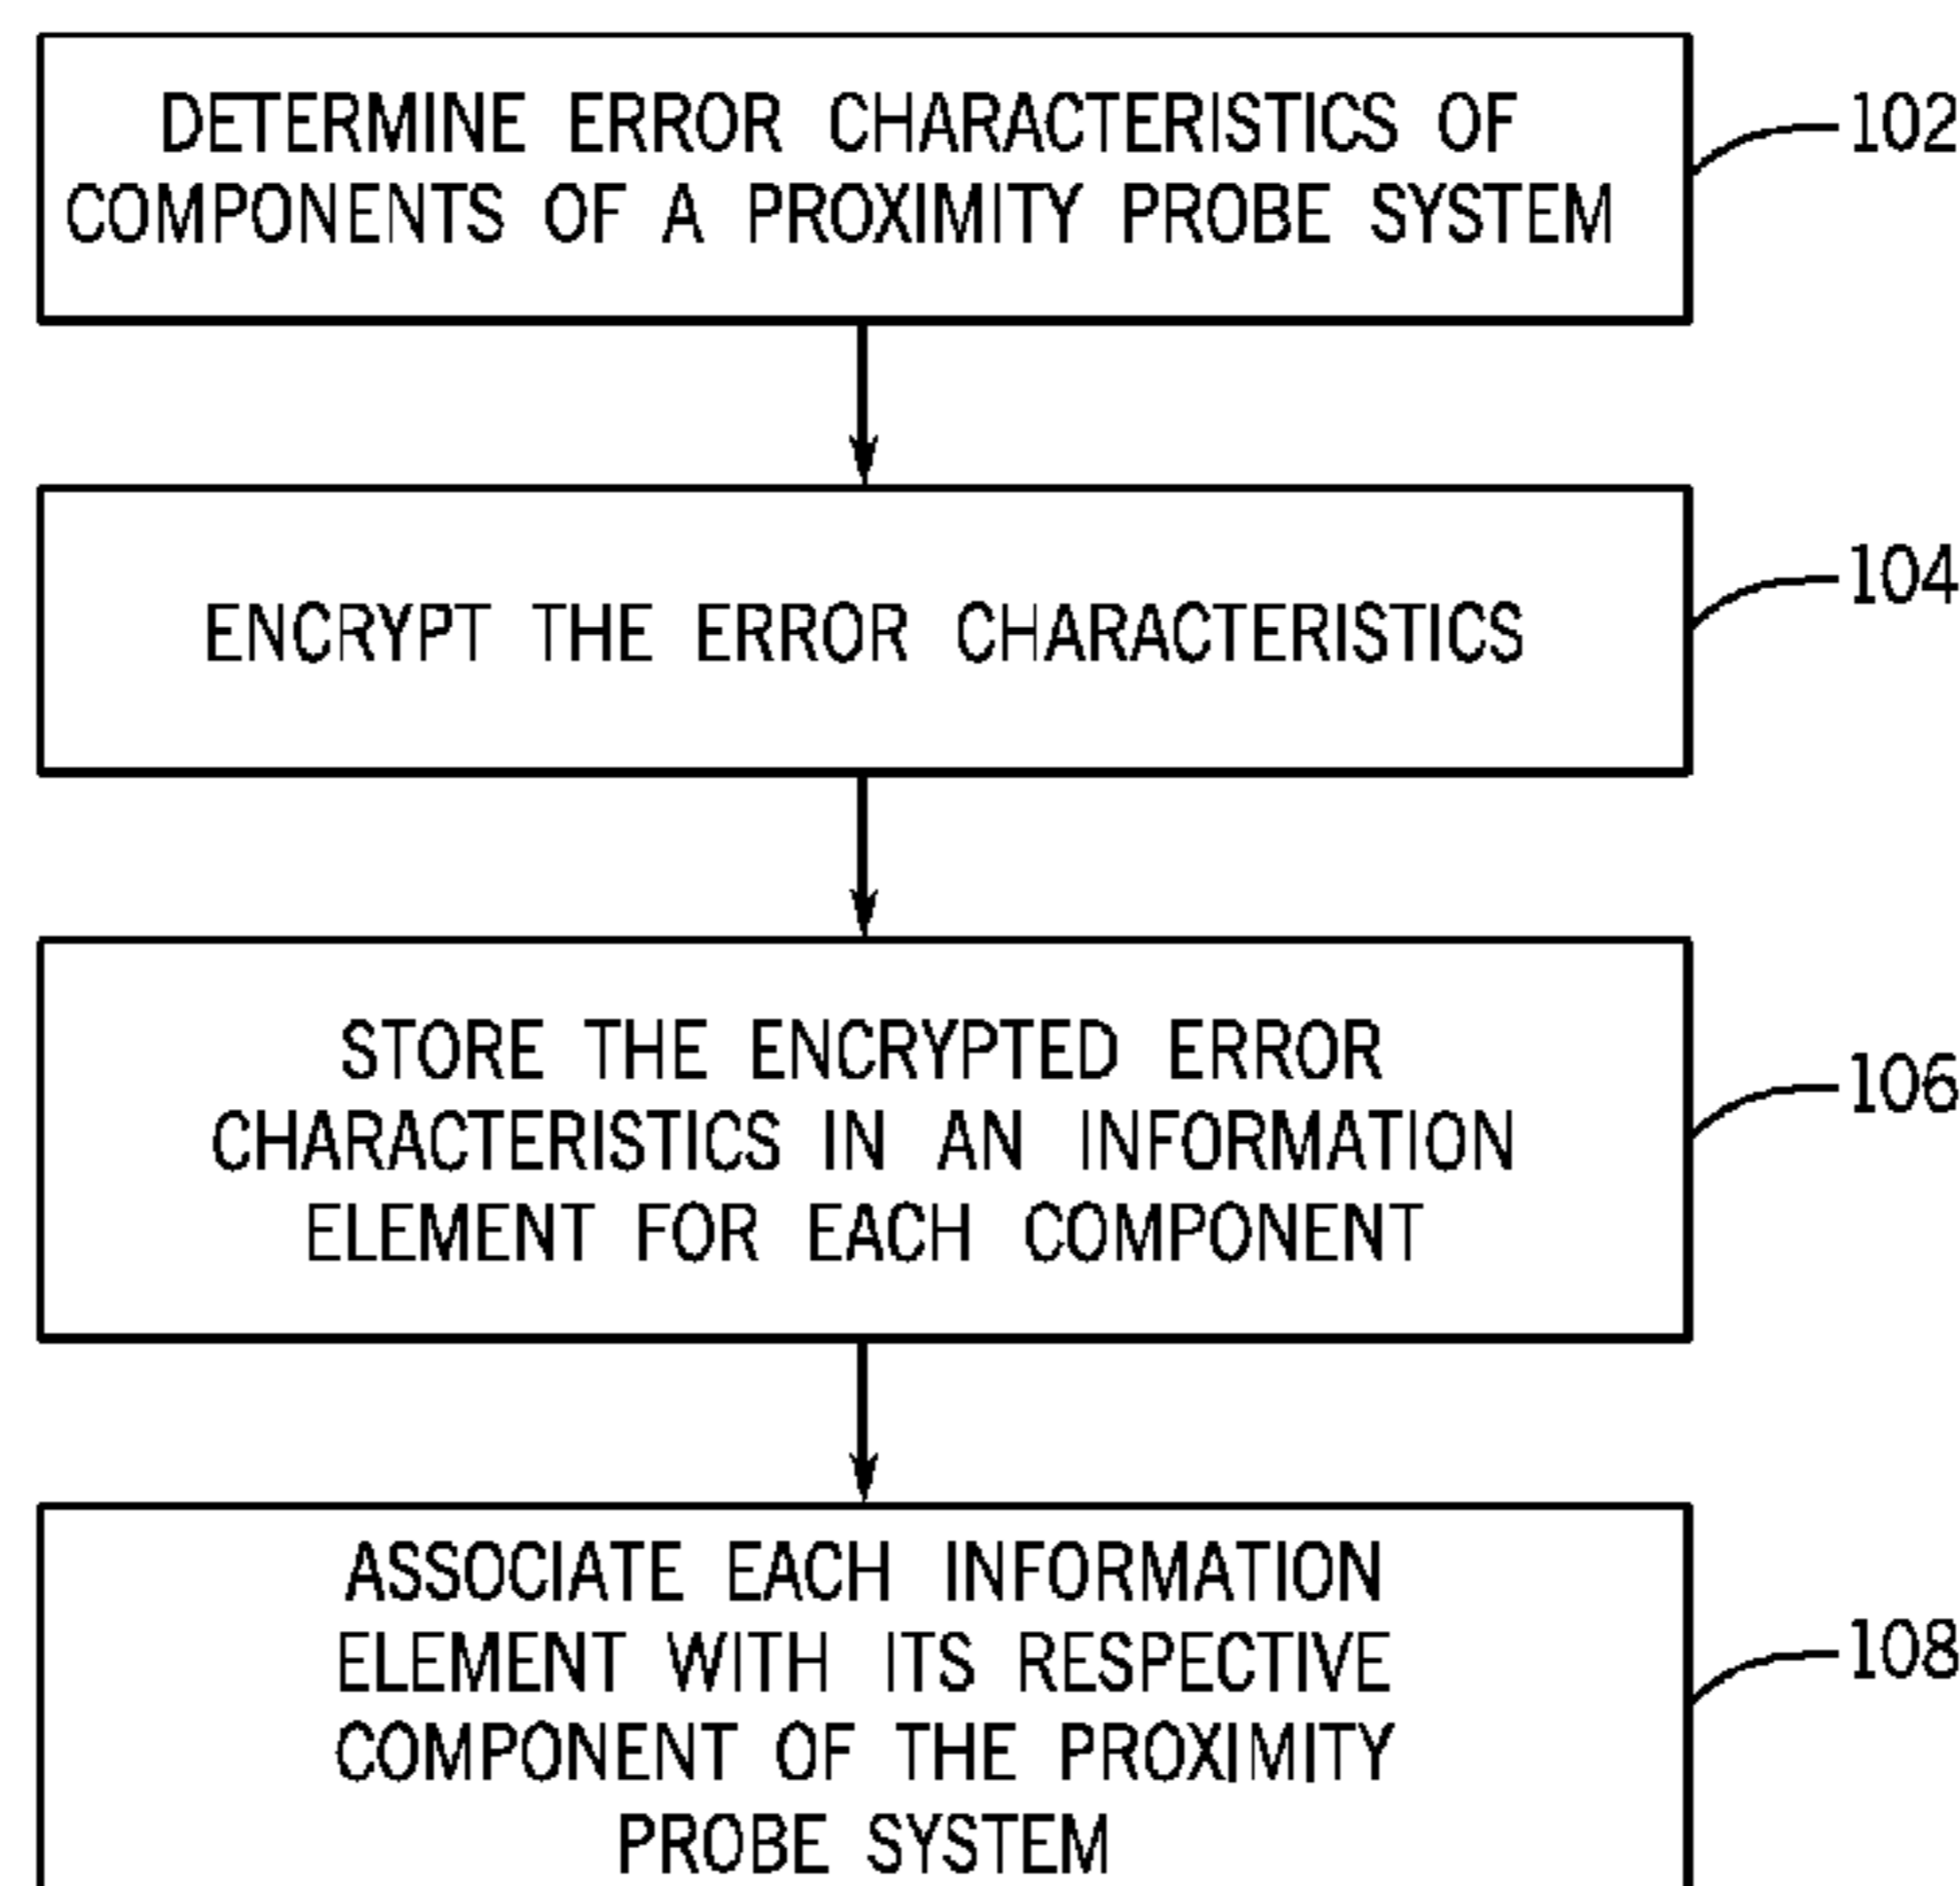 DETERMINE ERROR CHARACTERISTICS OF
COMPONENTS OF A PROXIMITY PROBE SYSTEM
102
ENCRYPT THE ERROR CHARACTERISTICS
104
STORE THE ENCRYPTED ERROR
CHARACTERISTICS IN AN INFORMATION
ELEMENT FOR EACH COMPONENT
106
ASSOCIATE EACH INFORMATION
ELEMENT WITH ITS RESPECTIVE
COMPONENT OF THE PROXIMITY
PROBE SYSTEM
108